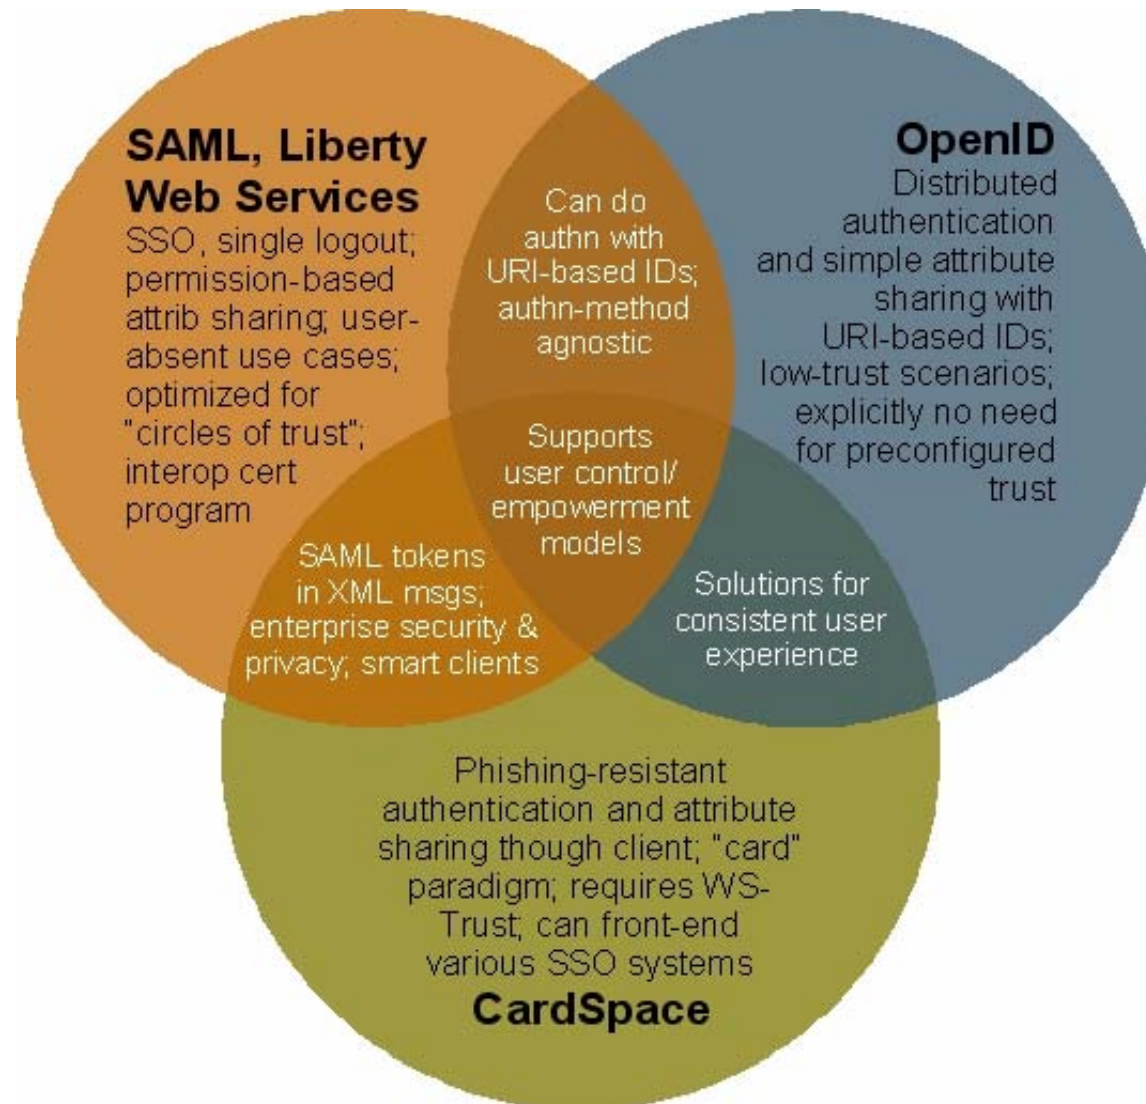 SAML, Liberty
Web Services
SSO, single logout;
permission-based
attrib sharing; user-
absent use cases;
optimized for
"circles of trust";
interop cert
program
Can do
authn with
URI-based IDs;
authn-method
agnostic
OpenID
Distributed
authentication
and simple attribute
sharing with
URI-based IDs;
low-trust scenarios;
explicitly no need
for preconfigured
trust
Supports
user control/
empowerment
models
SAML tokens
in XML msgs;
enterprise security &
privacy; smart clients
Solutions for
consistent user
experience
Phishing-resistant
authentication and attribute
sharing though client; "card"
paradigm; requires WS-
Trust; can front-end
various SSO systems
CardSpace